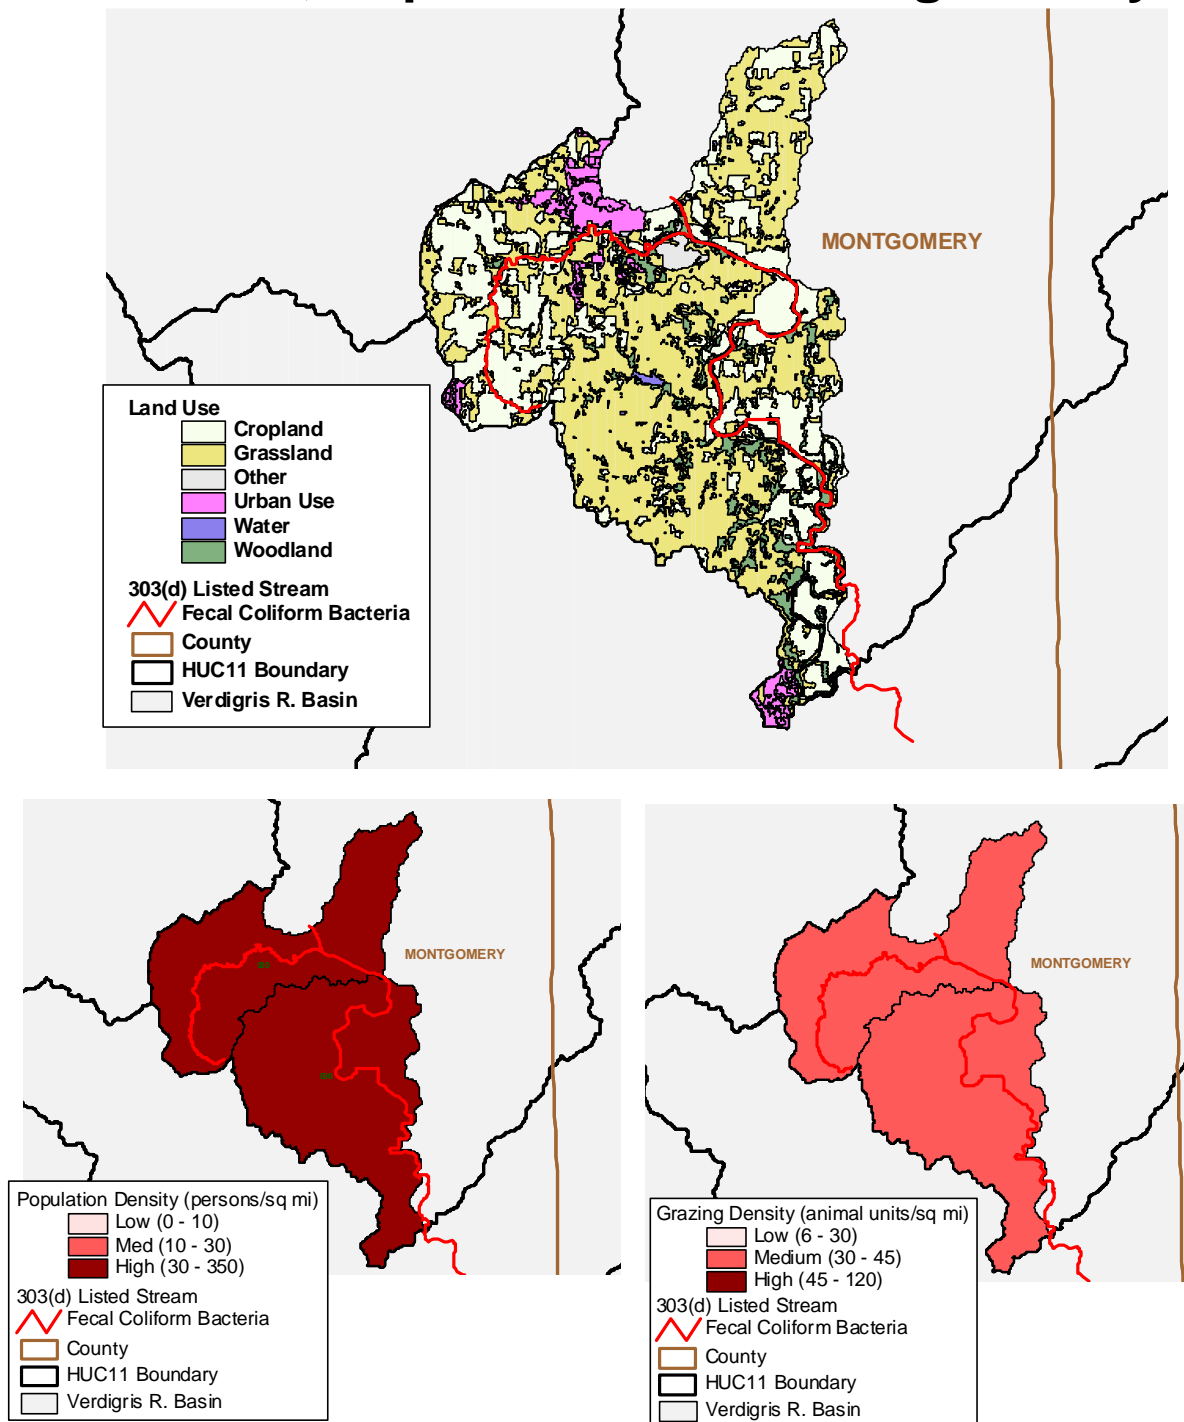 MONTGOMERY
Land Use
Cropland
Grassland
Other
Urban Use
Water
Woodland
303(d) Listed Stream
Fecal Coliform Bacteria
County
HUC11 Boundary
Verdigris R. Basin
MONTGOMERY
Population Density (persons/sq mi)
Low (0 - 10)
Med (10 - 30)
High (30 - 350)
303(d) Listed Stream
Fecal Coliform Bacteria
County
HUC11 Boundary
Verdigris R. Basin
MONTGOMERY
Grazing Density (animal units/sq mi)
Low (6 - 30)
Medium (30 - 45)
High (45 - 120)
303(d) Listed Stream
Fecal Coliform Bacteria
County
HUC11 Boundary
Verdigris R. Basin